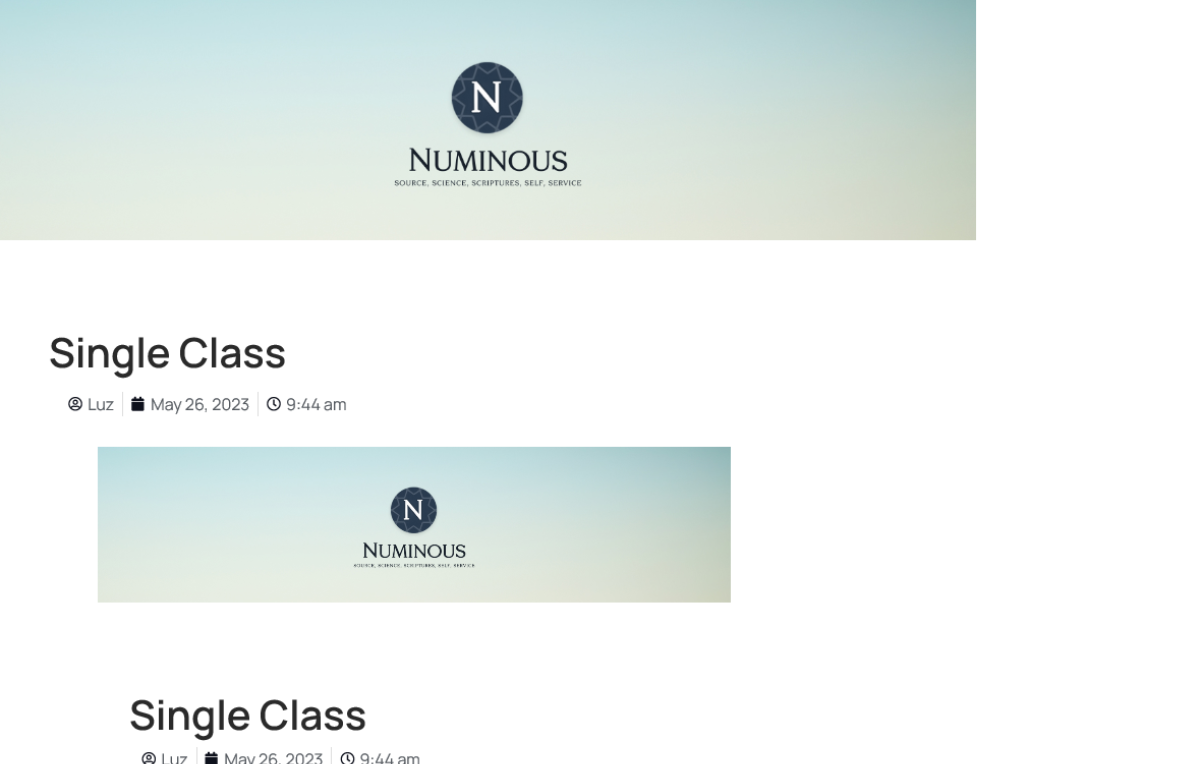 N
NUMINOUS
SOURCE, SCIENCE, SCRIPTURES, SELF, SERVICE
Single Class
Luz May 26, 2023 9:44 am
N
NUMINOUS
SOURCE, SCIENCE, SCRIPTURES, SELF, SERVICE
Single Class
Luz May 26, 2023 9:44 am